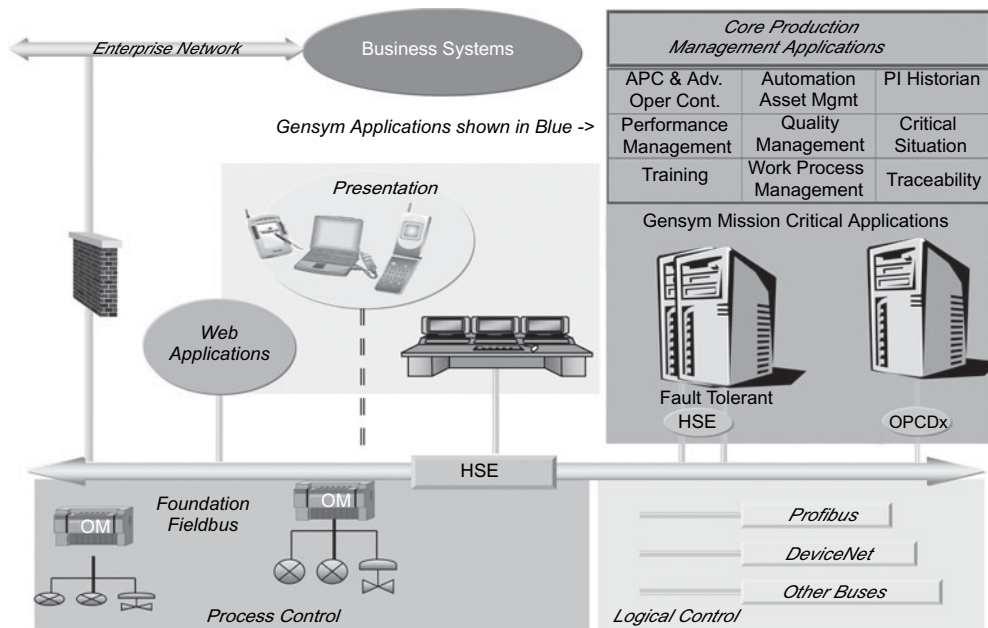 Enterprise Network
Business Systems
Core Production
Management Applications
APC & Adv.
Oper Cont.
Automation
Asset Mgmt
PI Historian
Gensym Applications shown in Blue ->
Performance
Management
Quality
Management
Critical
Situation
Training
Work Process
Management
Traceability
Presentation
Gensym Mission Critical Applications
Web
Applications
Fault Tolerant
HSE
OPCDx
HSE
Foundation
Fieldbus
OM
OM
Process Control
Profibus
DeviceNet
Other Buses
Logical Control